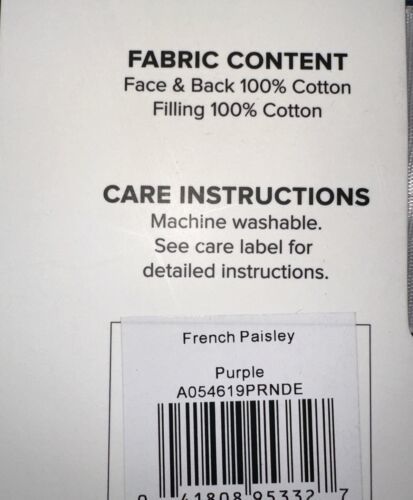 FABRIC CONTENT
Face & Back 100% Cotton
Filling 100% Cotton
CARE INSTRUCTIONS
Machine washable.
See care label for
detailed instructions.
French Paisley
Purple
A054619PRNDE
0 41808 95332 7